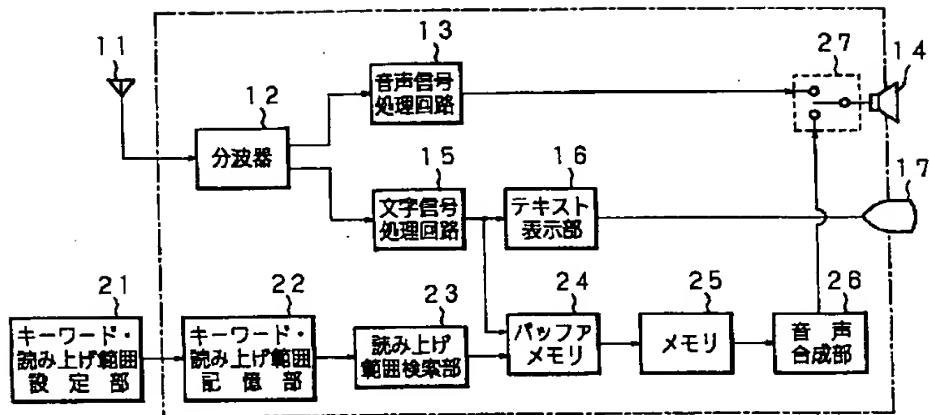 11
12
分波器
13
音声信号
処理回路
27
14
15
文字信号
処理回路
16
テキスト
表示部
17
21
キーワード・
読み上げ範囲
設定部
22
キーワード・
読み上げ範囲
記憶部
23
読み上げ
範囲検索部
24
バッファ
メモリ
25
メモリ
26
音声
合成部